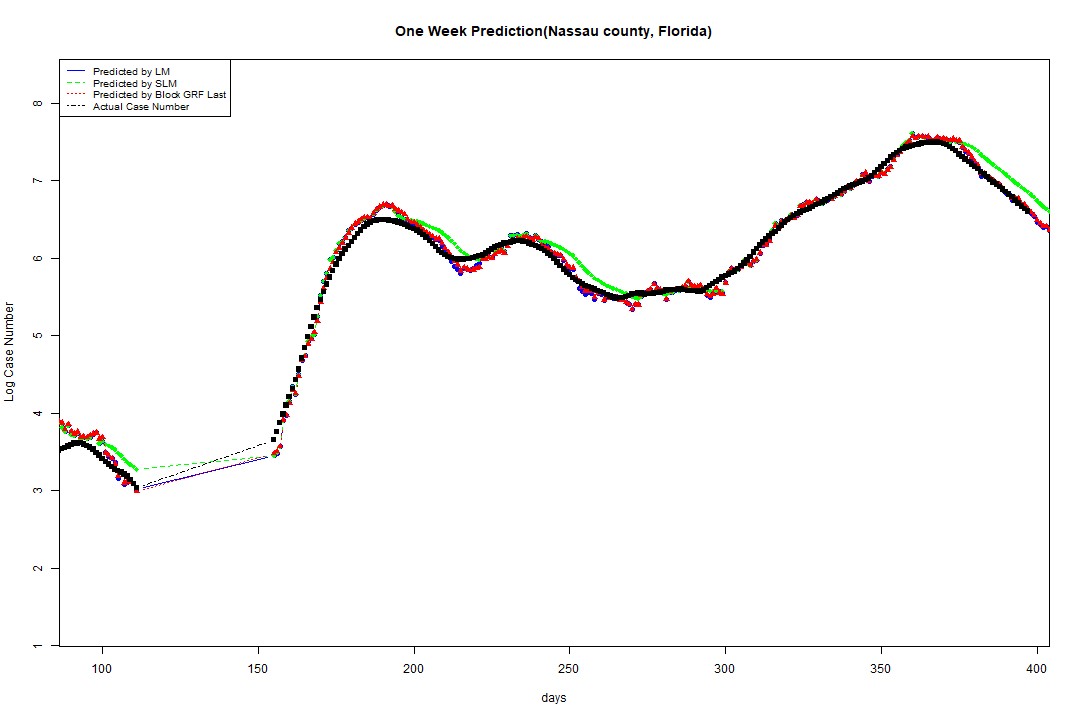 One Week Prediction(Nassau county, Florida)
Predicted by LM
Predicted by SLM
Predicted by Block GRF Last
Actual Case Number
8
7
6
5
4
3
2
1
Log Case Number
100 150 200 250 300 350 400
days